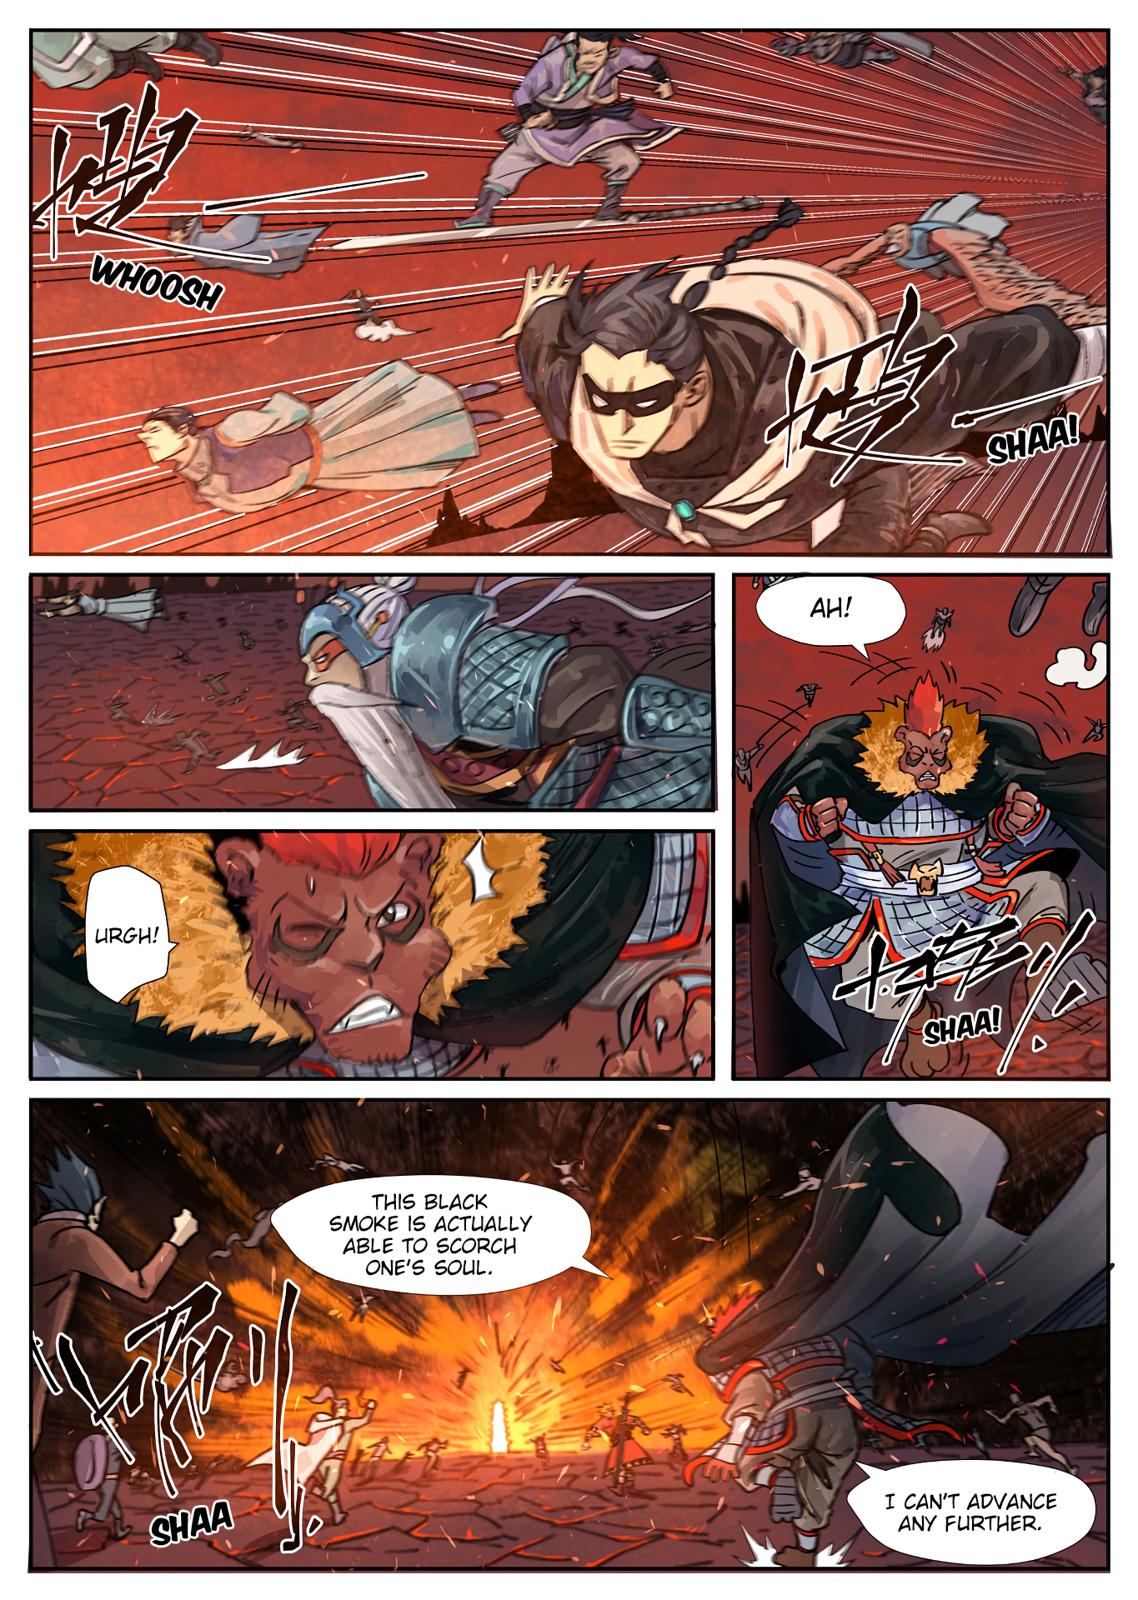 WHOOSH
SHAA!
AH!
SHAA!
URGH!
THIS BLACK
SMOKE IS ACTUALLY
ABLE TO SCORCH
ONE'S SOUL.
SHAA
I CAN'T ADVANCE
ANY FURTHER.